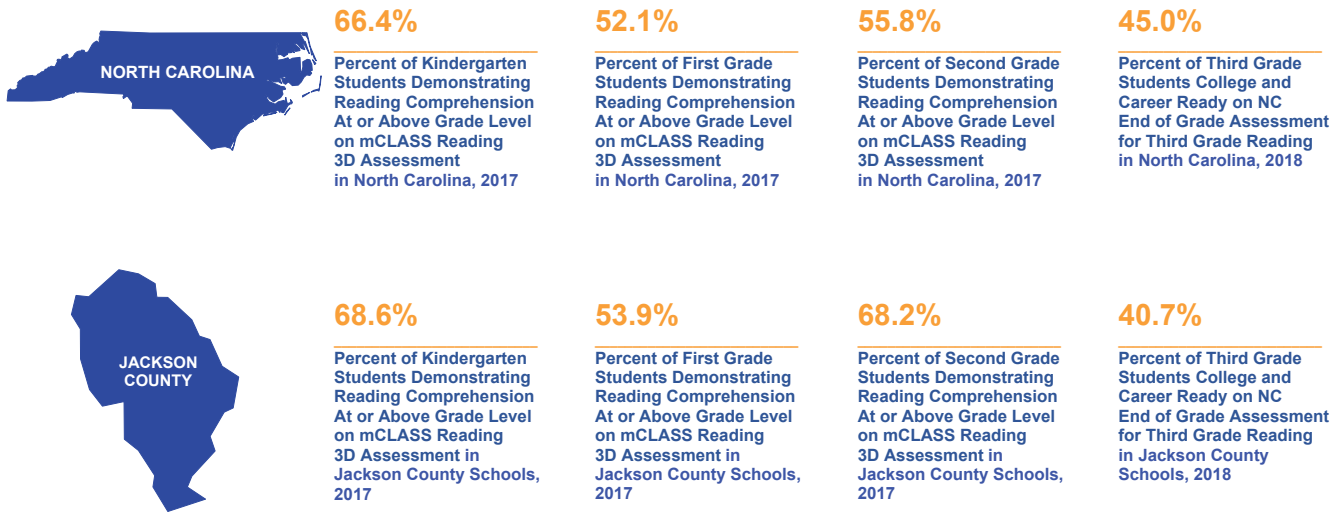 NORTH CAROLINA
66.4%
Percent of Kindergarten
Students Demonstrating
Reading Comprehension
At or Above Grade Level
on mCLASS Reading
3D Assessment
in North Carolina, 2017
52.1%
Percent of First Grade
Students Demonstrating
Reading Comprehension
At or Above Grade Level
on mCLASS Reading
3D Assessment
in North Carolina, 2017
55.8%
Percent of Second Grade
Students Demonstrating
Reading Comprehension
At or Above Grade Level
on mCLASS Reading
3D Assessment
in North Carolina, 2017
45.0%
Percent of Third Grade
Students College and
Career Ready on NC
End of Grade Assessment
for Third Grade Reading
in North Carolina, 2018
JACKSON
COUNTY
68.6%
Percent of Kindergarten
Students Demonstrating
Reading Comprehension
At or Above Grade Level
on mCLASS Reading
3D Assessment in
Jackson County Schools,
2017
53.9%
Percent of First Grade
Students Demonstrating
Reading Comprehension
At or Above Grade Level
on mCLASS Reading
3D Assessment in
Jackson County Schools,
2017
68.2%
Percent of Second Grade
Students Demonstrating
Reading Comprehension
At or Above Grade Level
on mCLASS Reading
3D Assessment in
Jackson County Schools,
2017
40.7%
Percent of Third Grade
Students College and
Career Ready on NC
End of Grade Assessment
for Third Grade Reading
in Jackson County
Schools, 2018